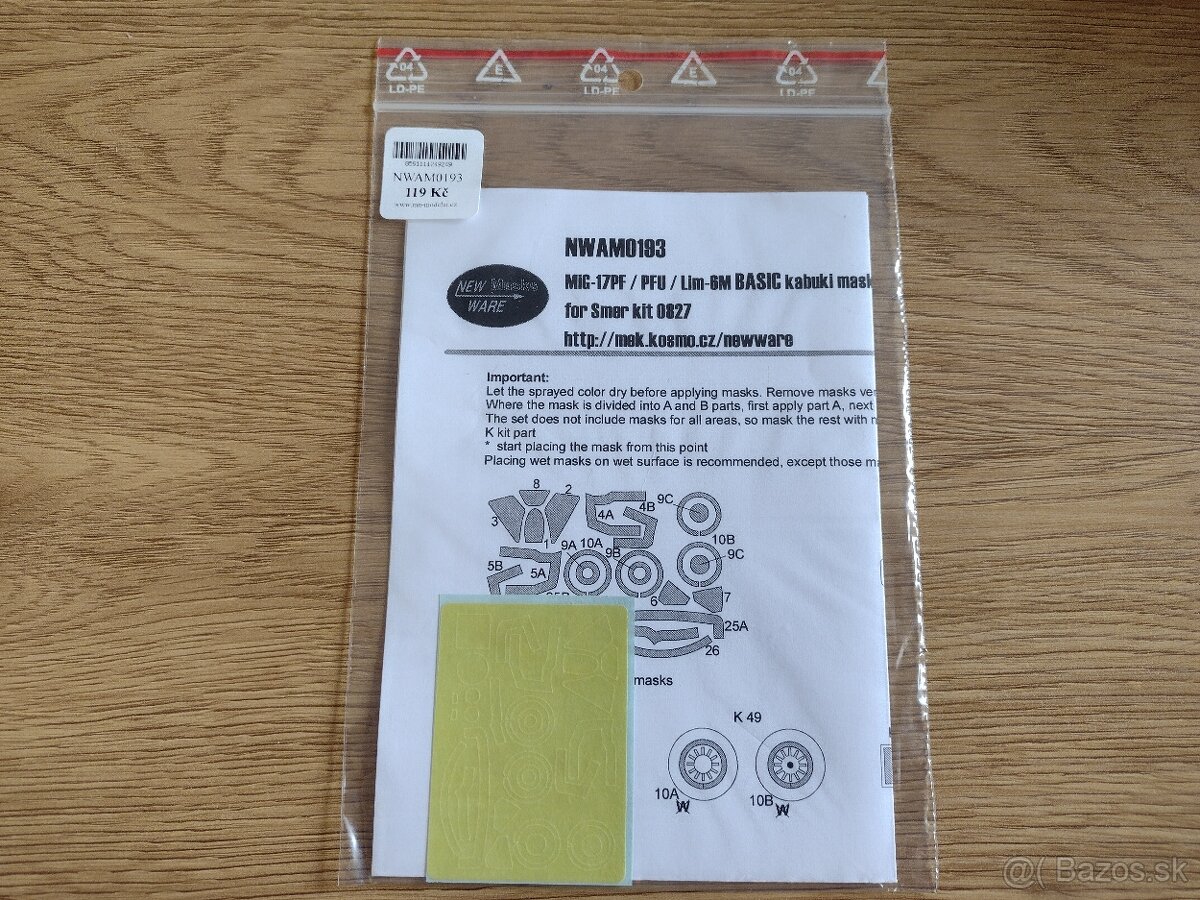 04 E 04 E 04
LD-PE LD-PE LD-PE
NWAM0193
119 Kč
NWAM0193
MiG-17PF / PFU / Lim-6M BASIC kabuki mask
for Smer kit 0827
http://mek.kosmo.cz/newware
NEW Masks
WARE
Important:
Let the sprayed color dry before applying masks. Remove masks
Where the mask is divided into A and B parts, first apply part A, next
The set does not include masks for all areas, so mask the rest with
K kit part
* start placing the mask from this point
Placing wet masks on wet surface is recommended, except those
8
2
9C
3
4A
4B
1
9A
10A
9B
10B
9C
5B
5A
6
7
25A
26
masks
K 49
10A
W
10B
W
@( Bazos.sk